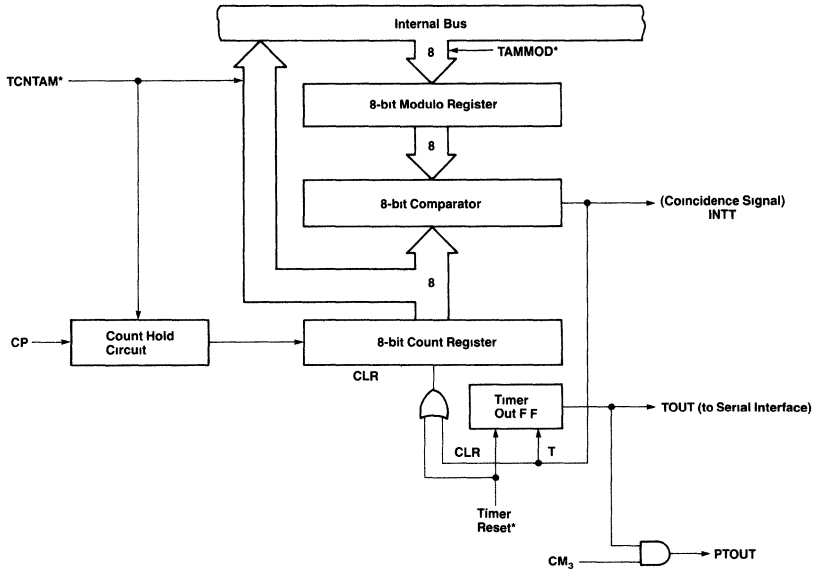 Internal Bus
8
TAMMOD*
TCNTAM*
8-bit Modulo Register
8
8-bit Comparator
(Coincidence Signal)
INTT
8
CP
Count Hold
Circuit
8-bit Count Register
CLR
Timer
Out F F
TOUT (to Serial Interface)
CLR
T
Timer
Reset*
CM3
PTOUT